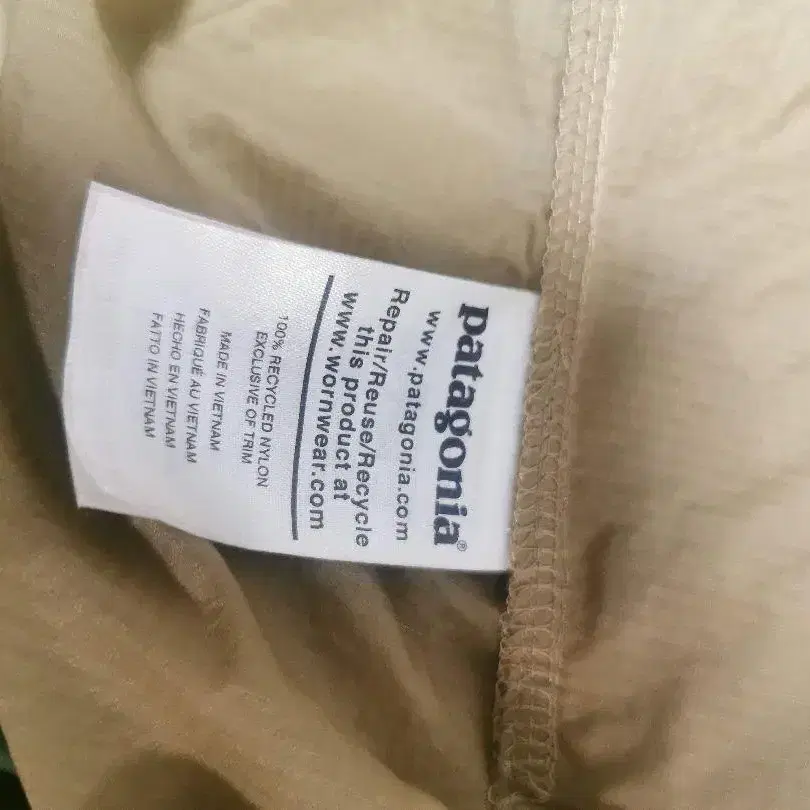 patagonia®
www.patagonia.com
Repair/Reuse/Recycle
this product at
www.wornwear.com
100% RECYCLED NYLON
EXCLUSIVE OF TRIM
MADE IN VIETNAM
FABRIQUÉ AU VIETNAM
HECHO EN VIETNAM
FATTO IN VIETNAM